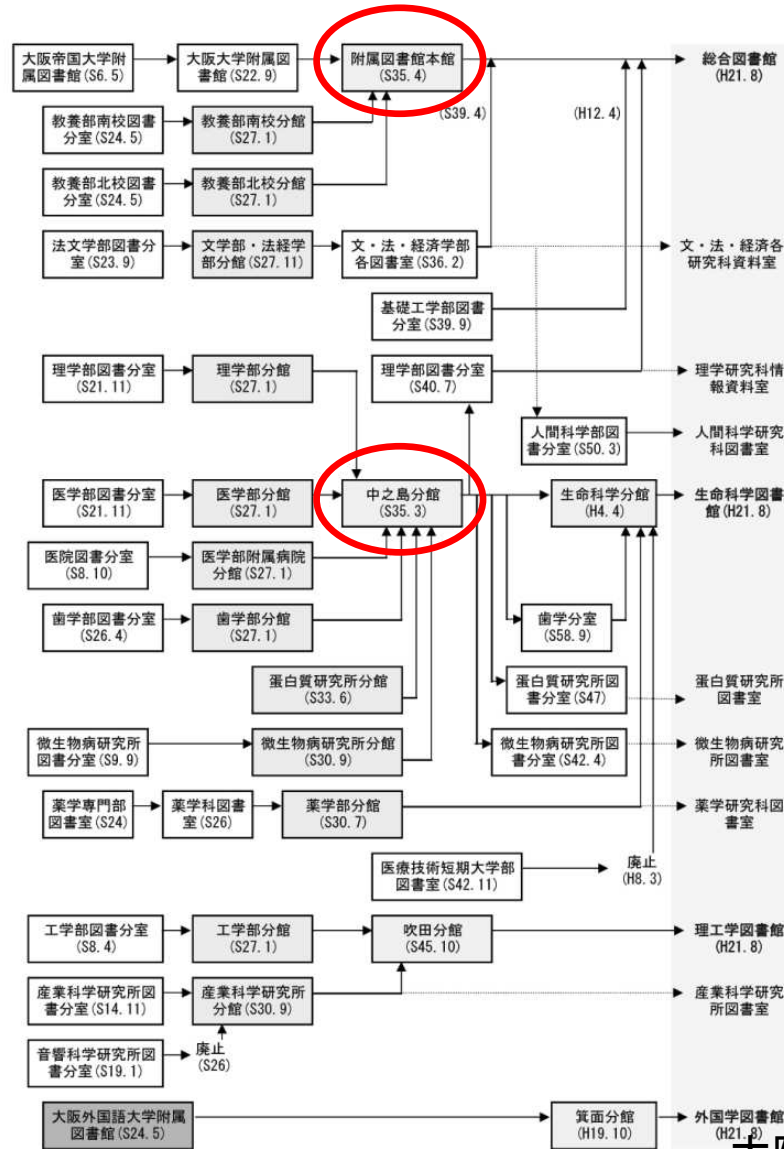 大阪帝国大学附
属図書館(S6.5)
大阪大学附属図
書館(S22.9)
附属図書館本館
(S35.4)
総合図書館
(H21.8)
(S39.4)
(H12.4)
教養部南校図書
分室(S24.5)
教養部南校分館
(S27.1)
教養部北校図書
分室(S24.5)
教養部北校分館
(S27.1)
法文学部図書分
室(S23.9)
文学部・法経学
部分館(S27.11)
文・法・経済学部
各図書室(S36.2)
文・法・経済各
研究科資料室
基礎工学部図書
分室(S39.9)
理学部図書分室
(S21.11)
理学部分館
(S27.1)
理学部図書分室
(S40.7)
理学研究科情
報資料室
人間科学部図
書分室(S50.3)
人間科学研究
科図書室
医学部図書分室
(S21.11)
医学部分館
(S27.1)
中之島分館
(S35.3)
生命科学分館
(H4.4)
生命科学図書
館(H21.8)
医院図書分室
(S8.10)
医学部附属病院
分館(S27.1)
歯学部図書分室
(S26.4)
歯学部分館
(S27.1)
歯学分室
(S58.9)
蛋白質研究所分館
(S33.6)
蛋白質研究所図
書分室(S47)
蛋白質研究所
図書室
微生物病研究所
図書分室(S9.9)
微生物病研究所分館
(S30.9)
微生物病研究所図
書分室(S42.4)
微生物病研究
所図書室
薬学専門部
図書室(S24)
薬学科図書
室(S26)
薬学部分館
(S30.7)
薬学研究科図
書室
医療技術短期大学部
図書室(S42.11)
廃止
(H8.3)
工学部図書分室
(S8.4)
工学部分館
(S27.1)
吹田分館
(S45.10)
理工学図書館
(H21.8)
産業科学研究所図
書分室(S14.11)
産業科学研究所
分館(S30.9)
産業科学研究
所図書室
音響科学研究所図
書分室(S19.1)
廃止
(S26)
大阪外国語大学附属
図書館(S24.5)
箕面分館
(H19.10)
外国学図書館
(H21.8)